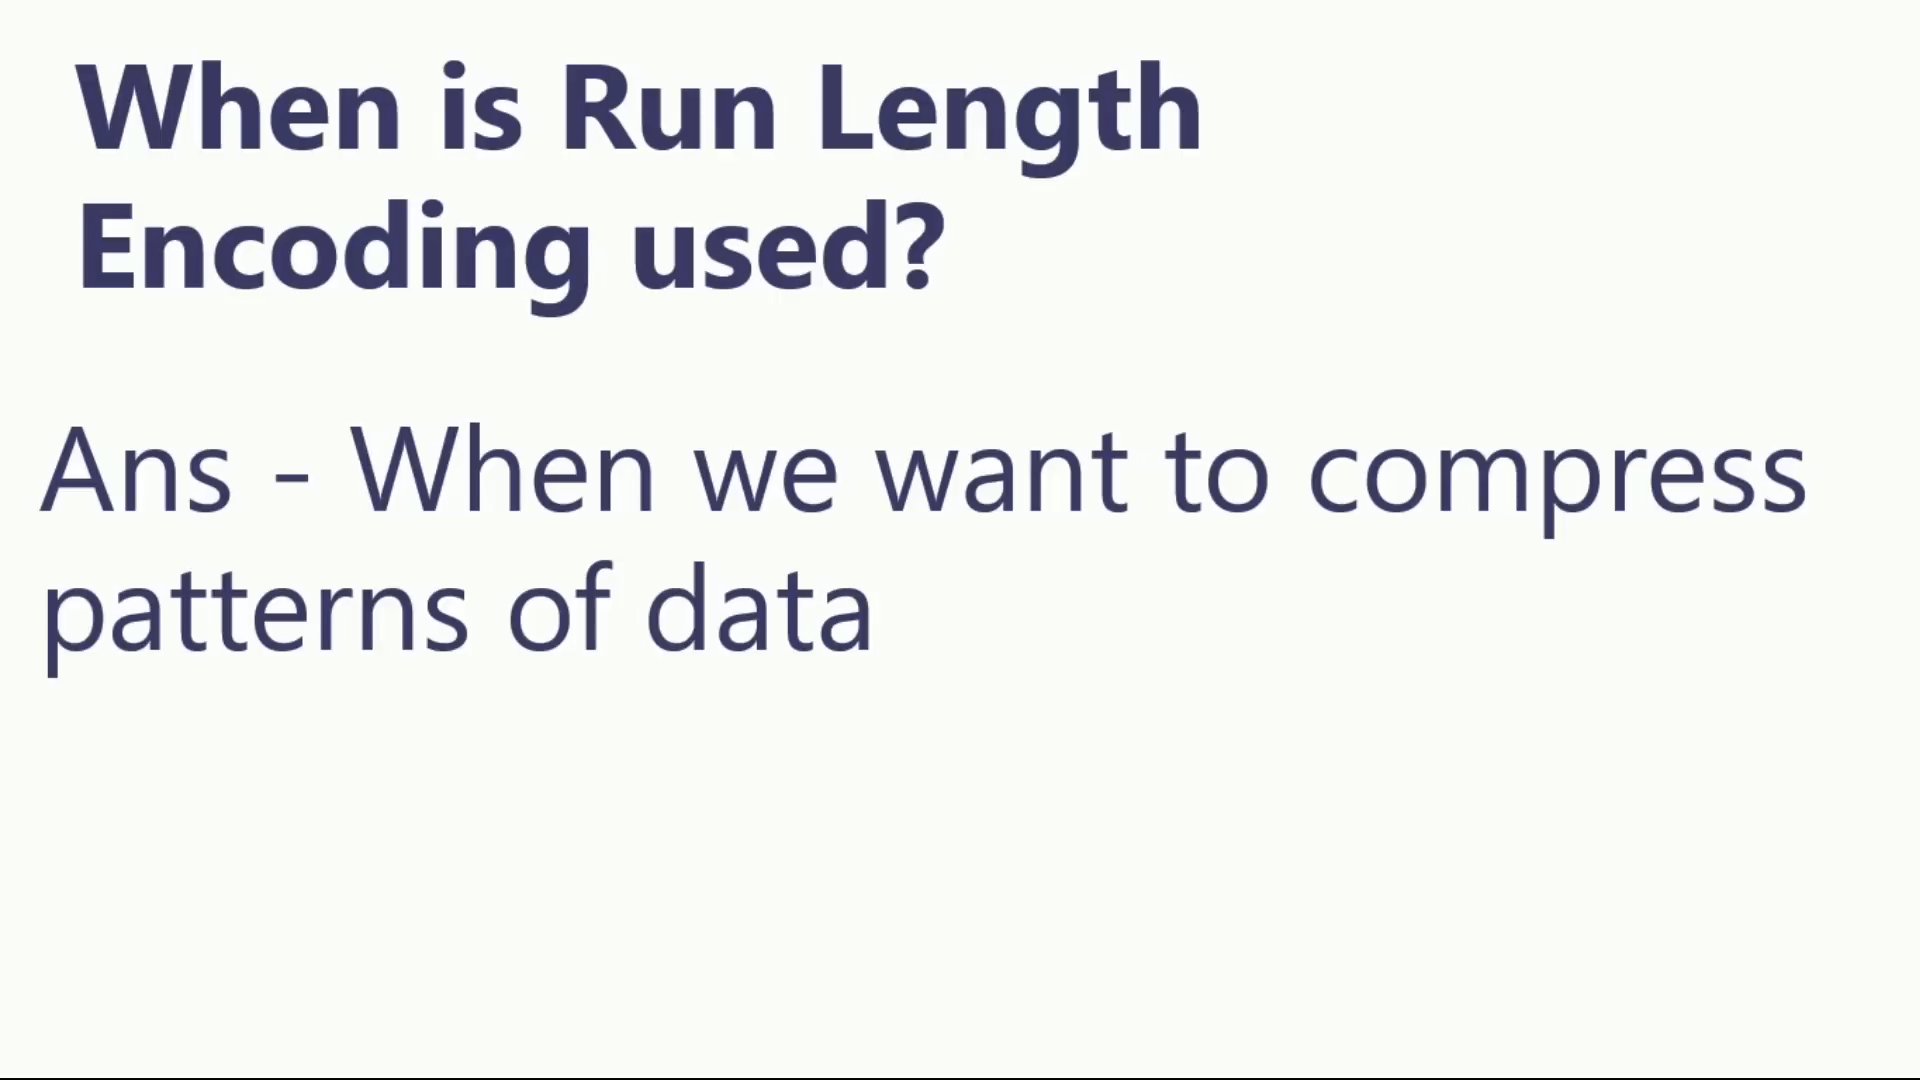 When is Run Length
Encoding used?
Ans - When we want to compress
patterns of data